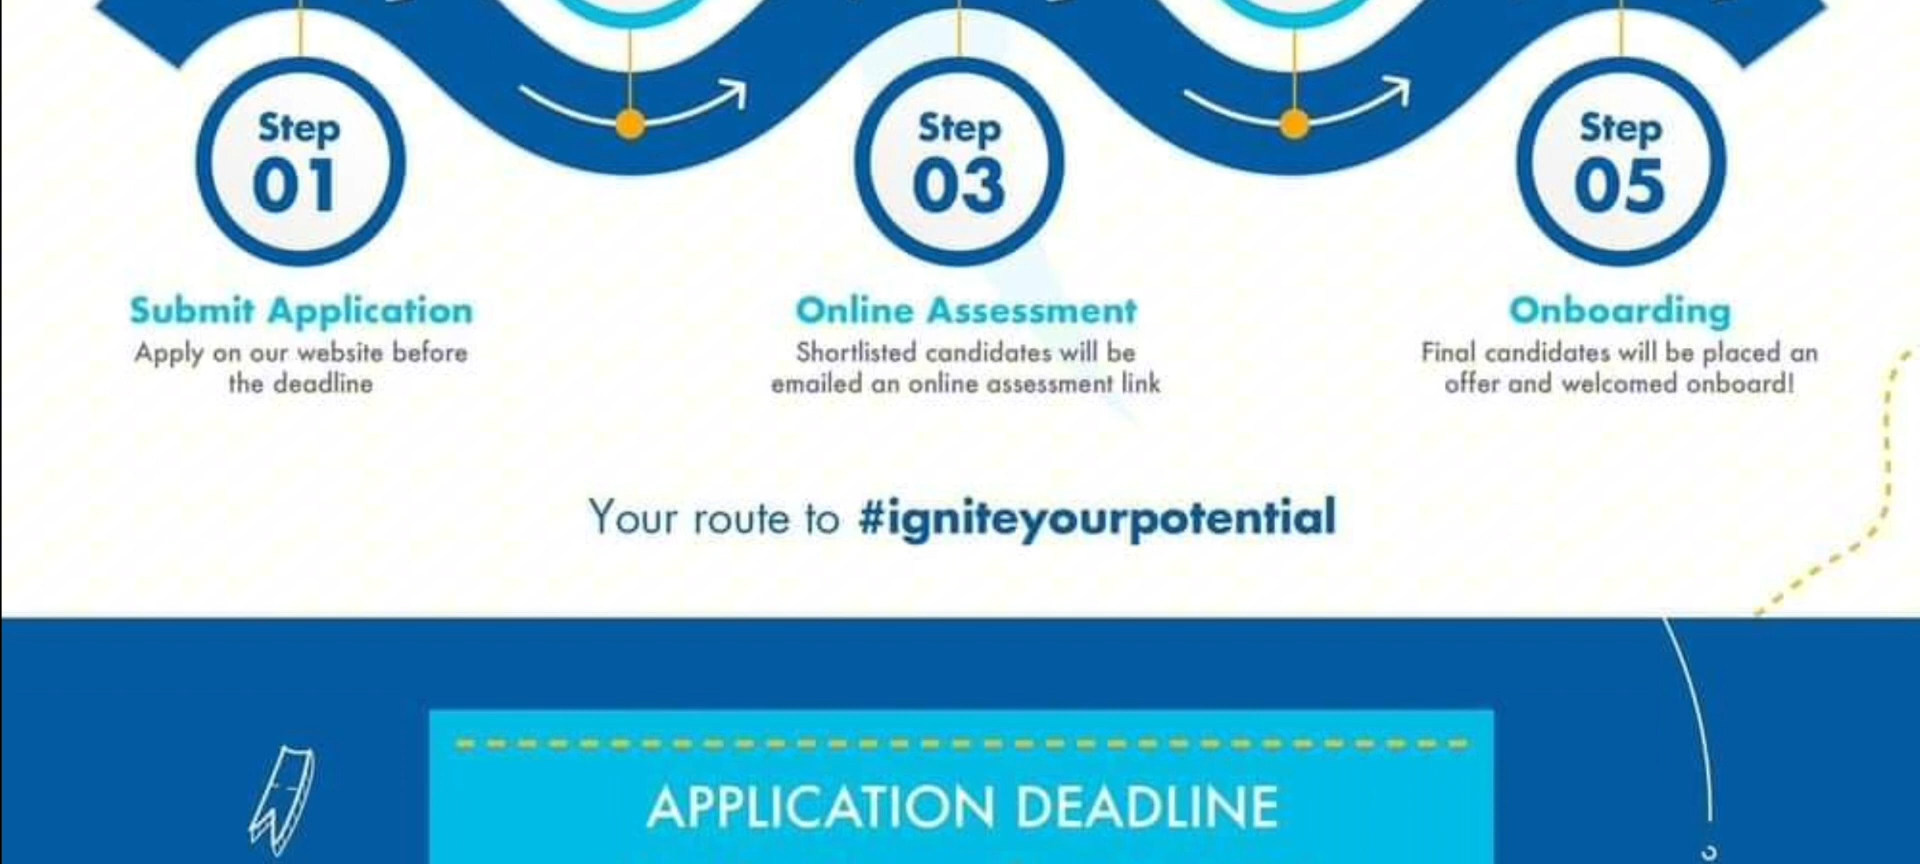 Step
01
Submit Application
Apply on our website before
the deadline
Step
03
Online Assessment
Shortlisted candidates will be
emailed an online assessment link
Step
05
Onboarding
Final candidates will be placed an
offer and welcomed onboard!
Your route to #igniteyourpotential
APPLICATION DEADLINE